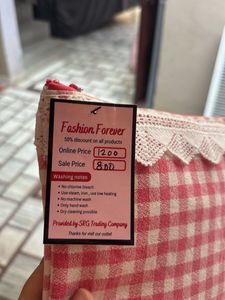 Fashion Forever
50% discount on all products
Online Price 1200
Sale Price 800
Washing notes
• No chlorine bleach
• Use steam, iron, use low heating
• No machine wash
• Only hand wash
• Dry cleaning possible
Provided by SKG Trading Company
Thanks for visit our outlet